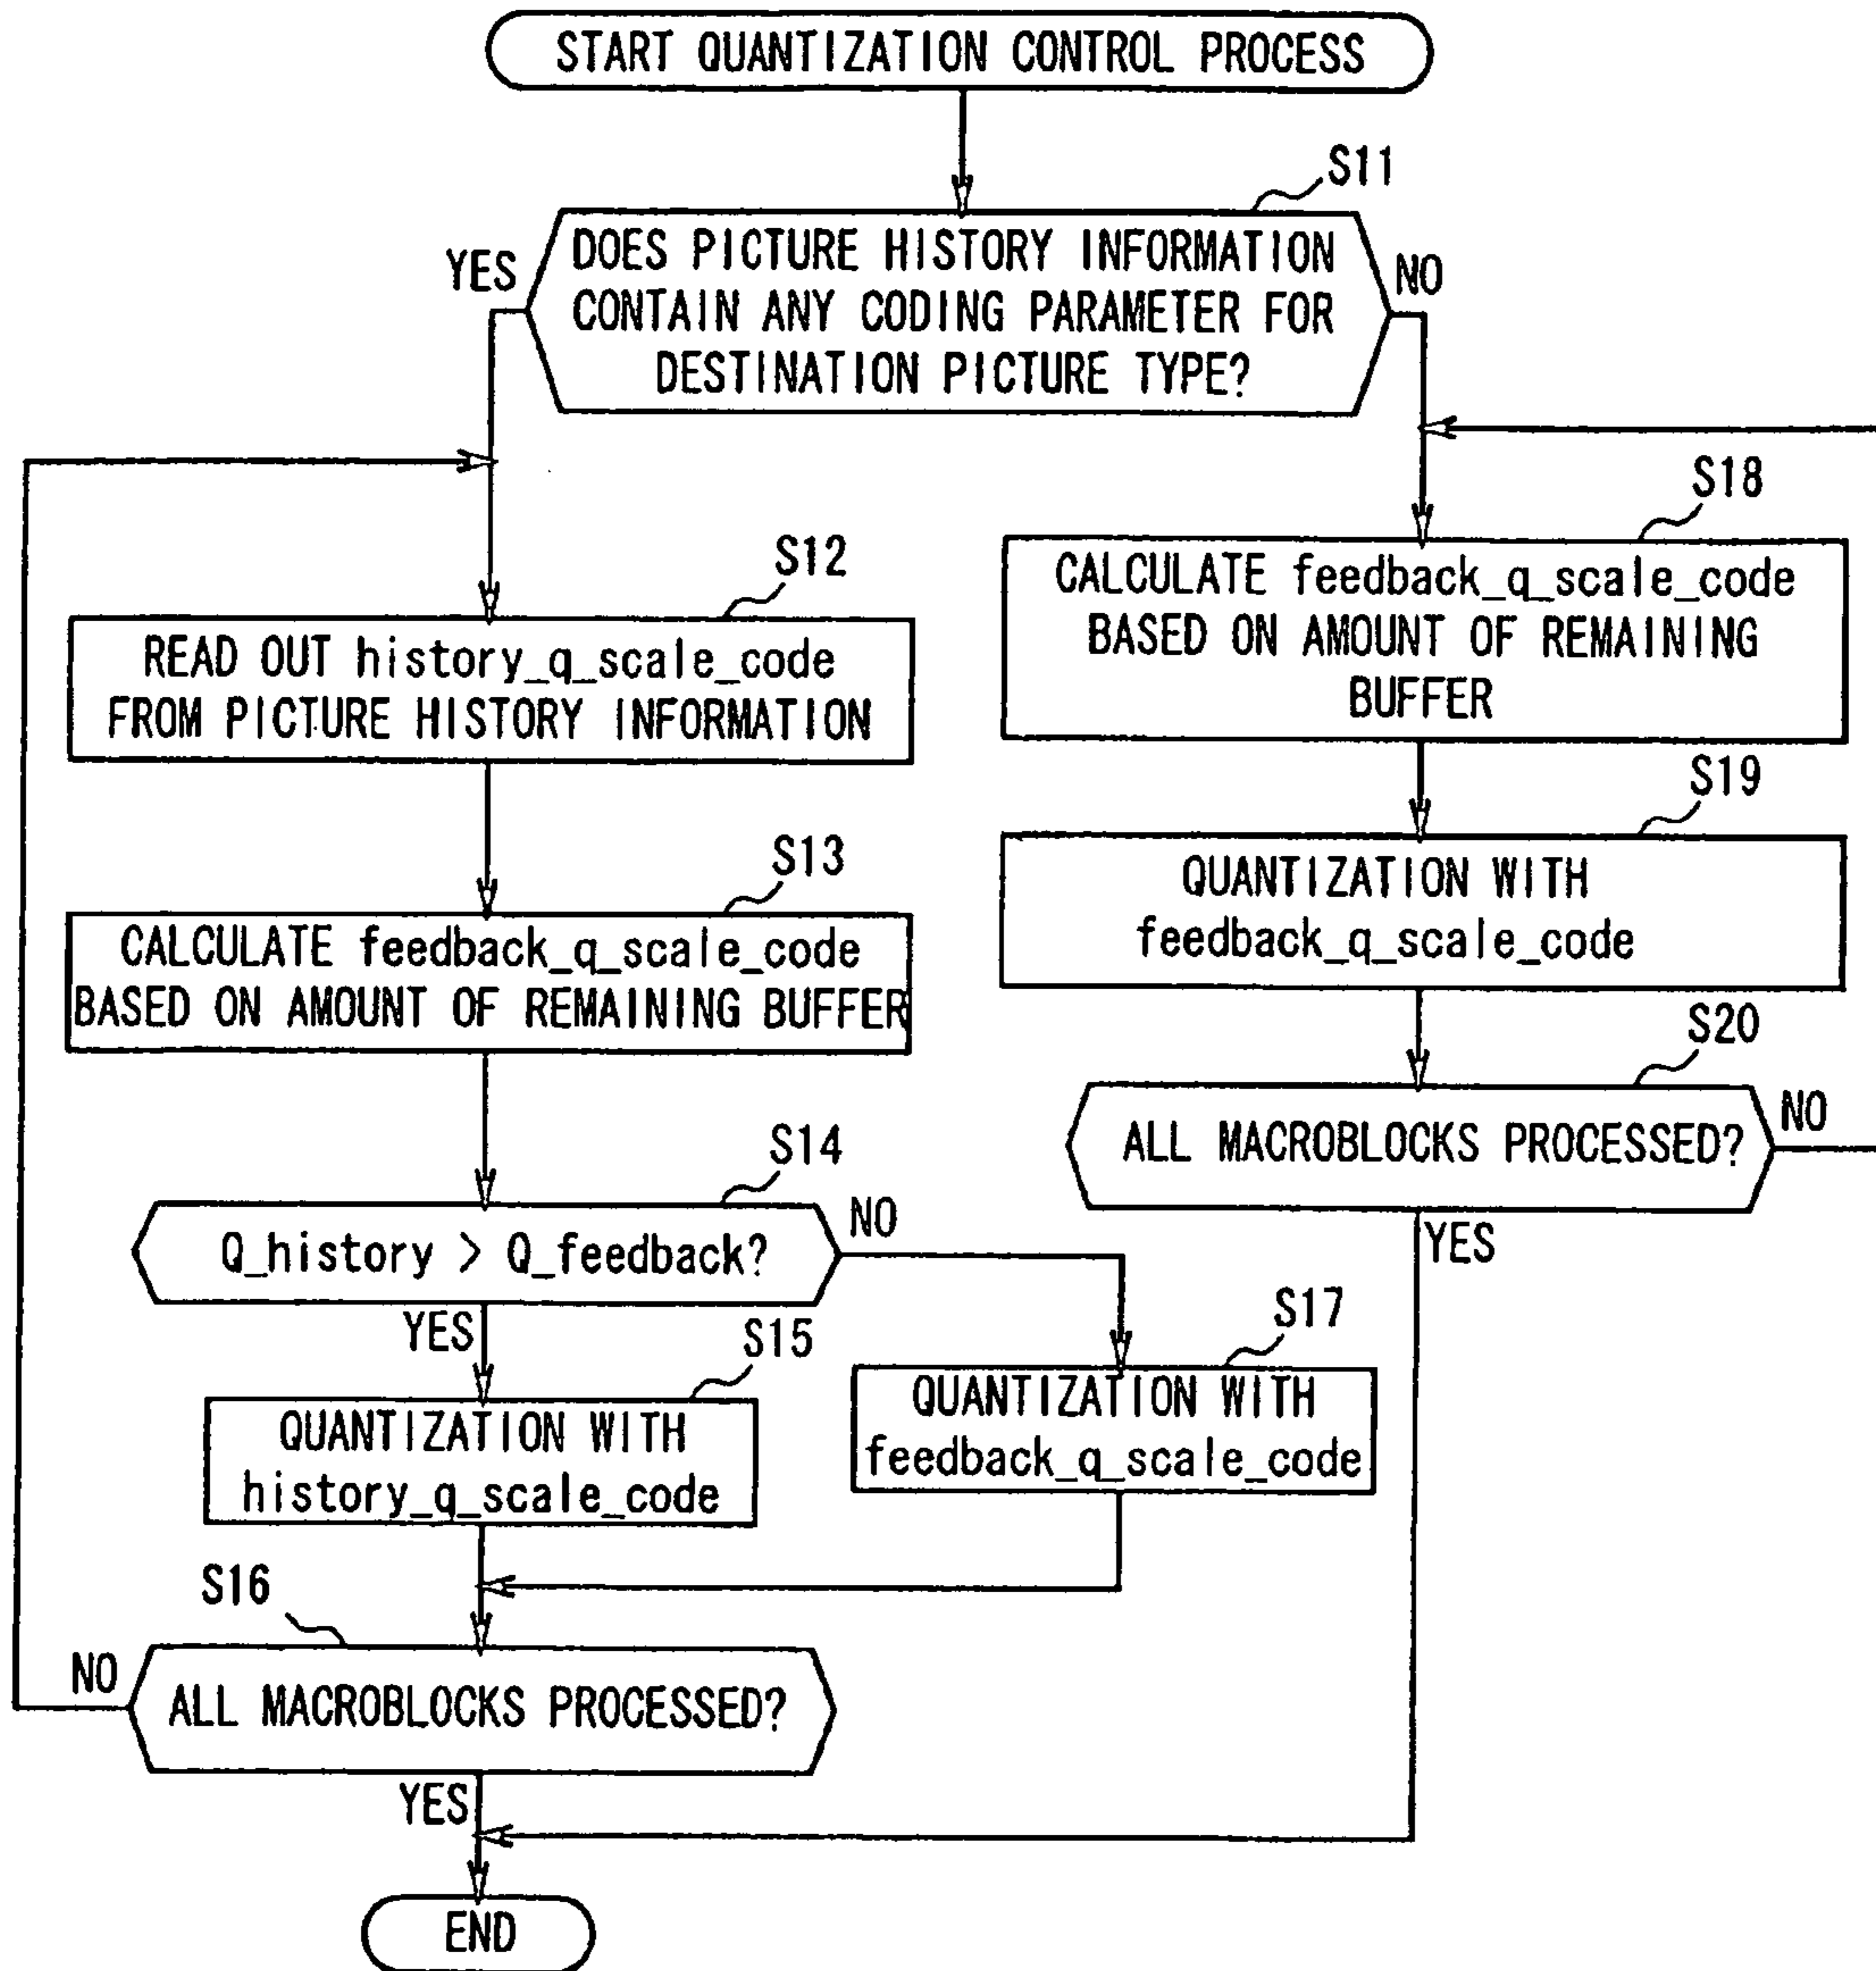 START QUANTIZATION CONTROL PROCESS
S11
DOES PICTURE HISTORY INFORMATION
CONTAIN ANY CODING PARAMETER FOR
DESTINATION PICTURE TYPE?
YES
NO
S12
READ OUT history_q_scale_code
FROM PICTURE HISTORY INFORMATION
S13
CALCULATE feedback_q_scale_code
BASED ON AMOUNT OF REMAINING BUFFER
S14
Q_history > Q_feedback?
NO
YES
S15
QUANTIZATION WITH
history_q_scale_code
S17
QUANTIZATION WITH
feedback_q_scale_code
S16
NO
ALL MACROBLOCKS PROCESSED?
YES
S18
CALCULATE feedback_q_scale_code
BASED ON AMOUNT OF REMAINING
BUFFER
S19
QUANTIZATION WITH
feedback_q_scale_code
S20
ALL MACROBLOCKS PROCESSED?
NO
YES
END